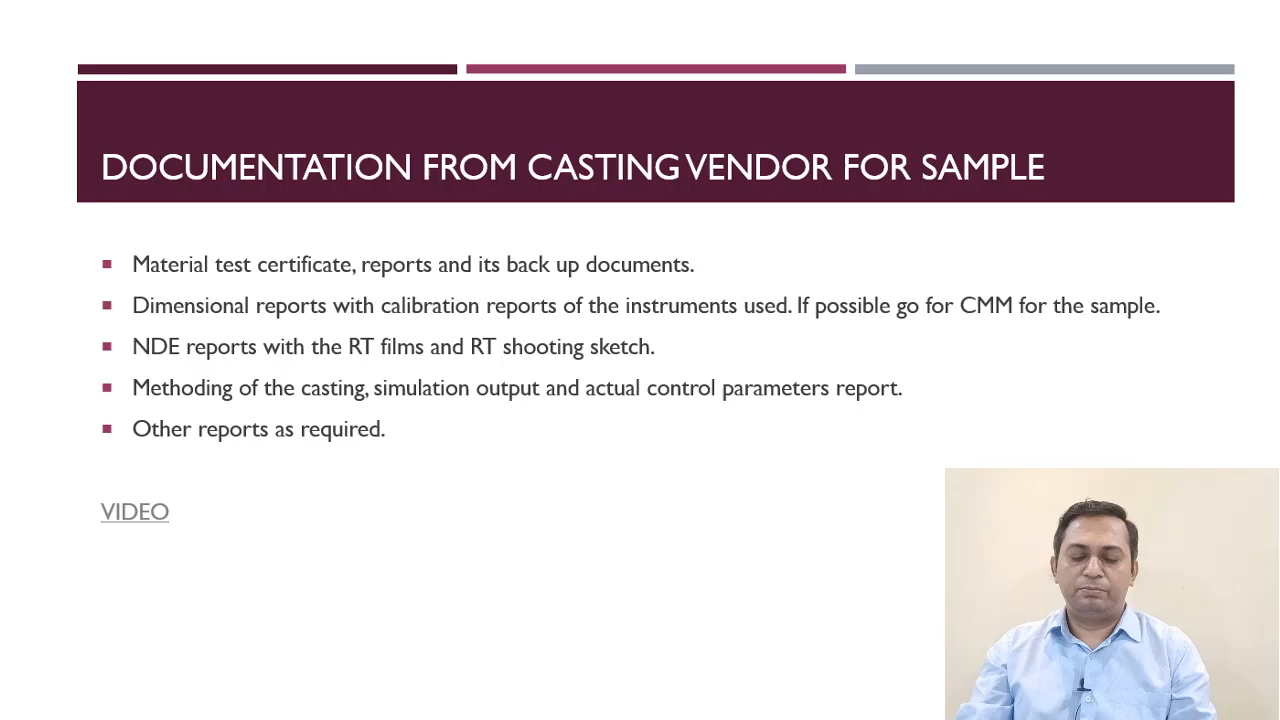 DOCUMENTATION FROM CASTING VENDOR FOR SAMPLE
Material test certificate, reports and its back up documents.
Dimensional reports with calibration reports of the instruments used. If possible go for CMM for the sample.
NDE reports with the RT films and RT shooting sketch.
Methoding of the casting, simulation output and actual control parameters report.
Other reports as required.
VIDEO